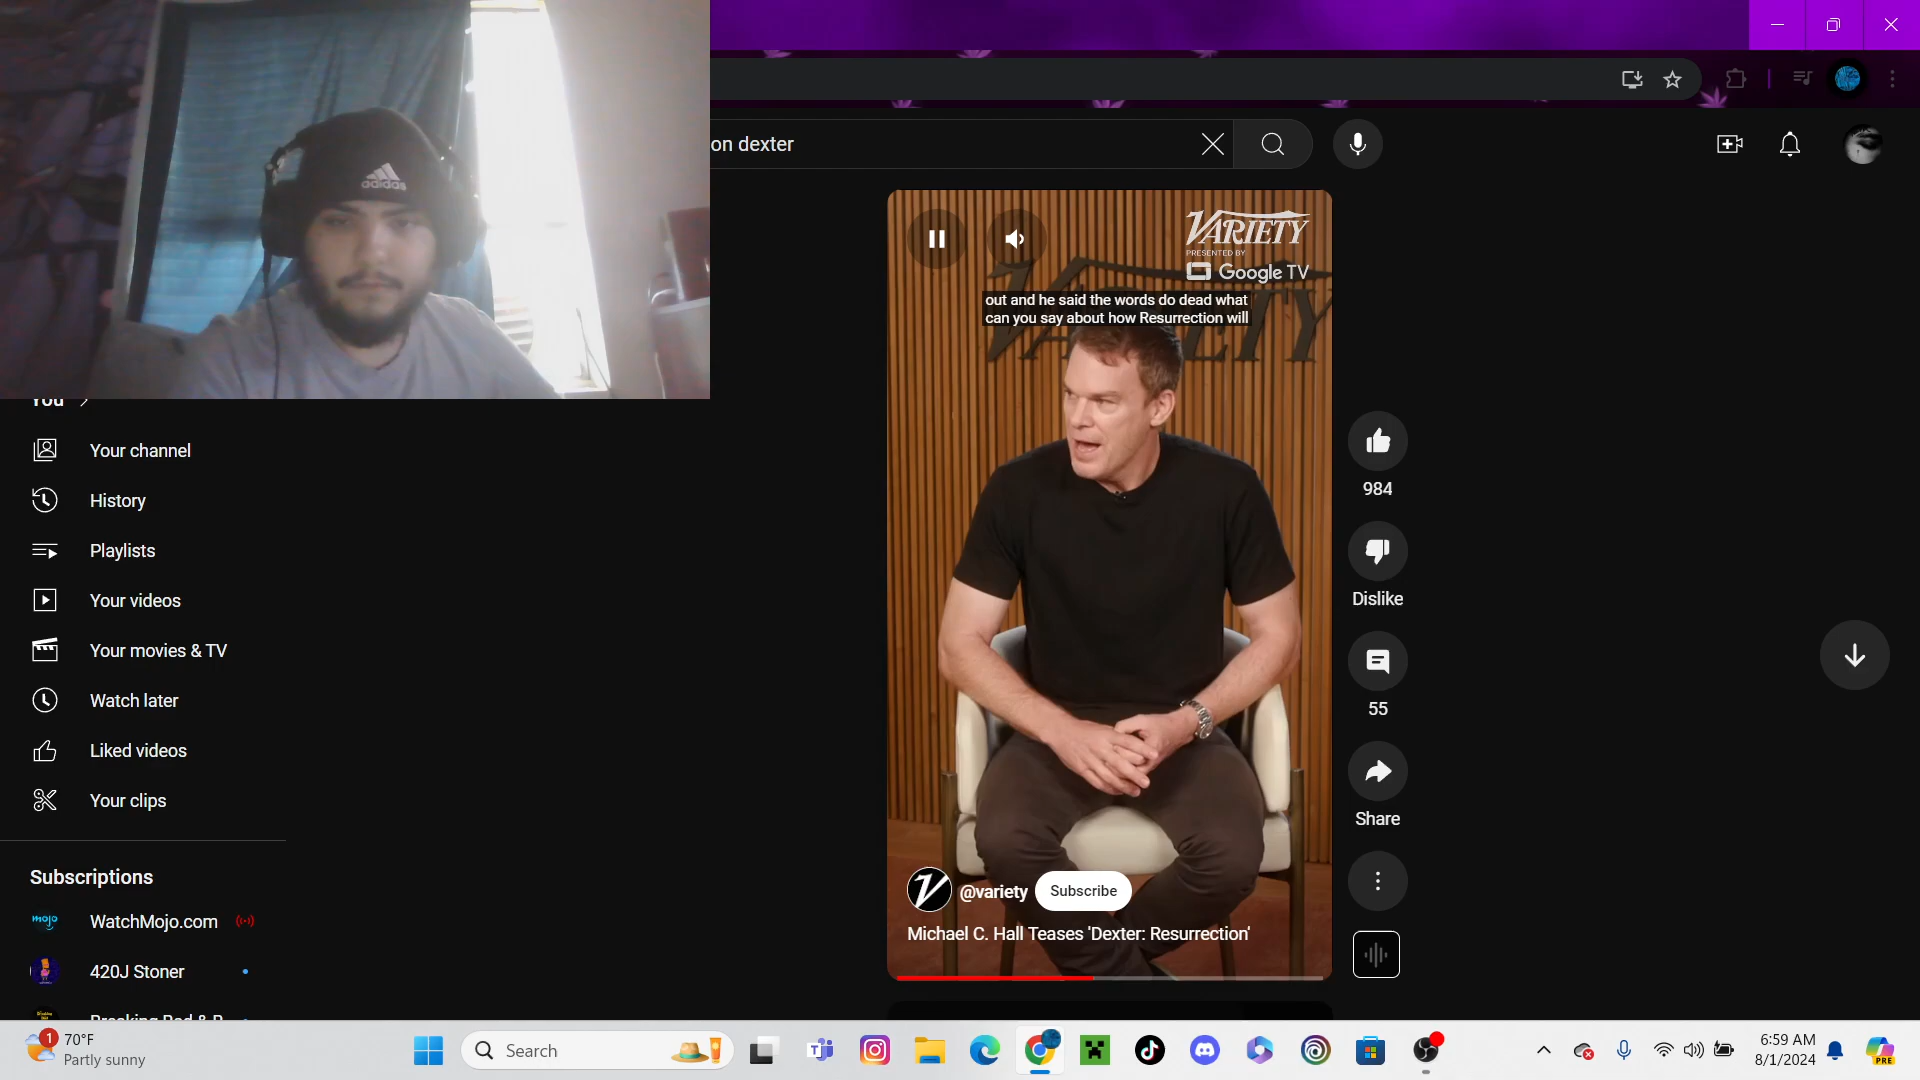 adidas
on dexter
VARIETY
PRESENTED BY
Google TV
VARIETY
out and he said the words do dead what
can you say about how Resurrection will
You
Your channel
History
Playlists
Your videos
Your movies & TV
Watch later
Liked videos
Your clips
Subscriptions
WatchMojo.com
420J Stoner
984
Dislike
55
Share
@variety
Subscribe
Michael C. Hall Teases 'Dexter: Resurrection'
1
70°F
Partly sunny
Search
6:59 AM
8/1/2024
PRE